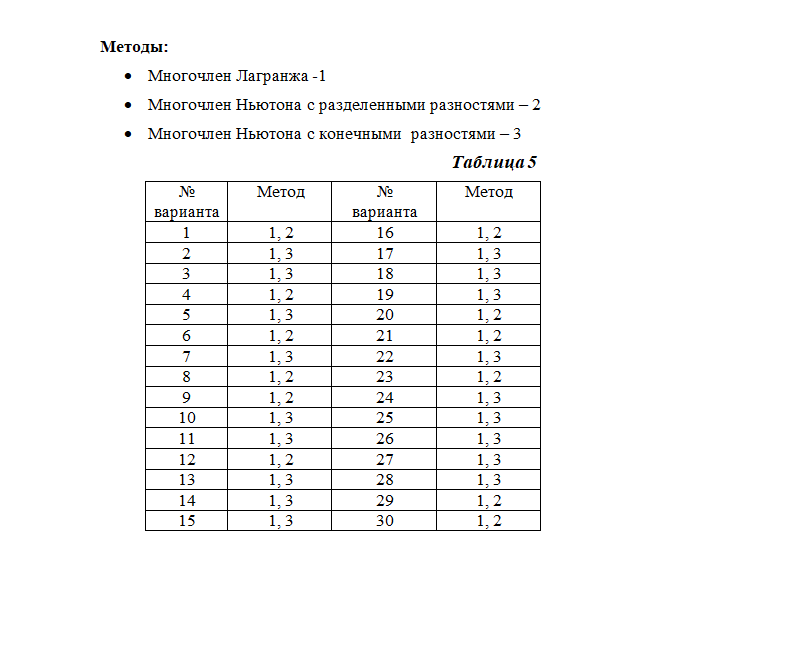 Методы:
• Многочлен Лагранжа -1
• Многочлен Ньютона с разделенными разностями – 2
• Многочлен Ньютона с конечными разностями – 3
Таблица 5
№ варианта Метод № варианта Метод
1 1, 2 16 1, 2
2 1, 3 17 1, 3
3 1, 3 18 1, 3
4 1, 2 19 1, 3
5 1, 3 20 1, 2
6 1, 2 21 1, 2
7 1, 3 22 1, 3
8 1, 2 23 1, 2
9 1, 2 24 1, 3
10 1, 3 25 1, 3
11 1, 3 26 1, 3
12 1, 2 27 1, 3
13 1, 3 28 1, 3
14 1, 3 29 1, 2
15 1, 3 30 1, 2